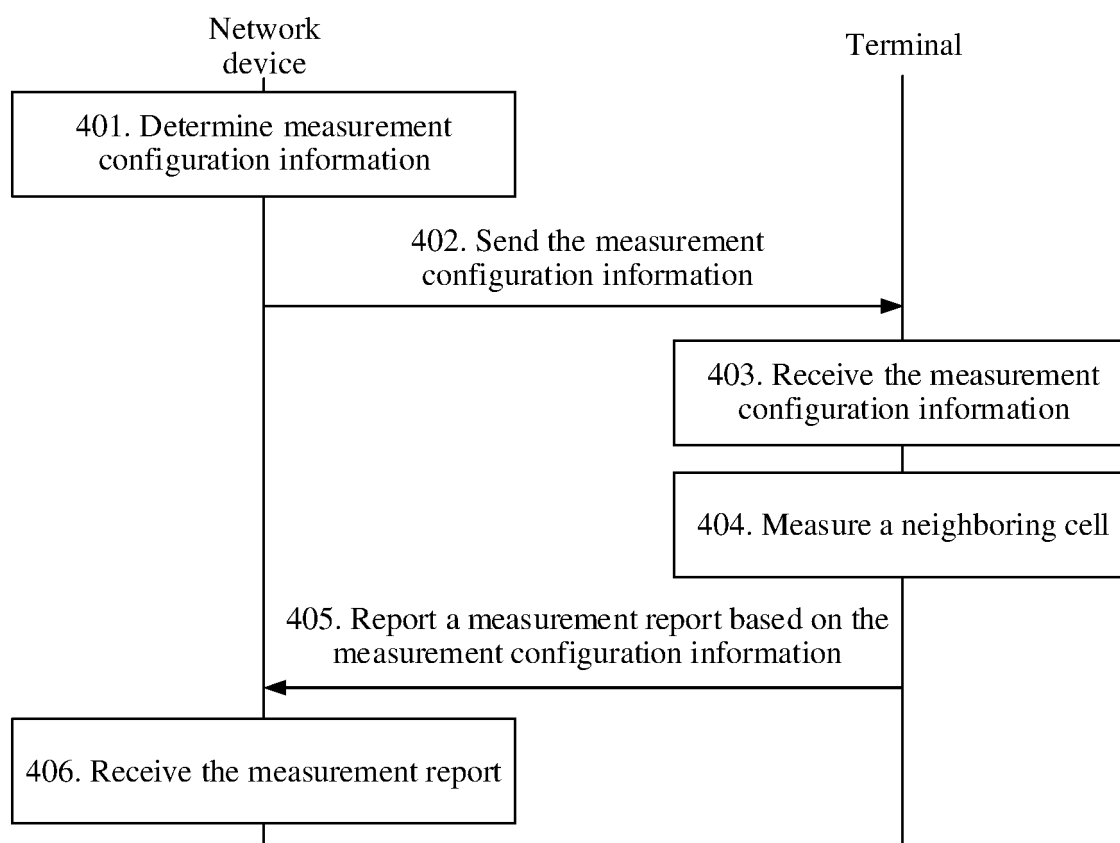 Network
device
Terminal
401. Determine measurement
configuration information
402. Send the measurement
configuration information
403. Receive the measurement
configuration information
404. Measure a neighboring cell
405. Report a measurement report based on the
measurement configuration information
406. Receive the measurement report